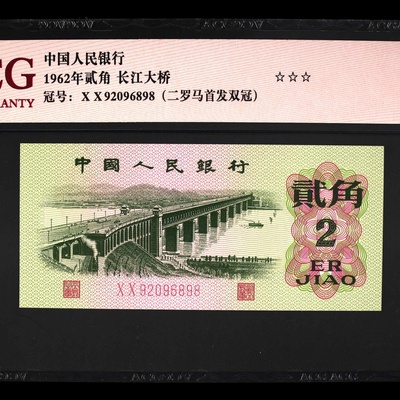 中国人民银行
CG
1962年贰角 长江大桥
☆☆☆
RANTY
冠号：ＸＸ92096898（二罗马首发双冠）
中國人民銀行
貳角
2
ER
JIAO
XX92096898